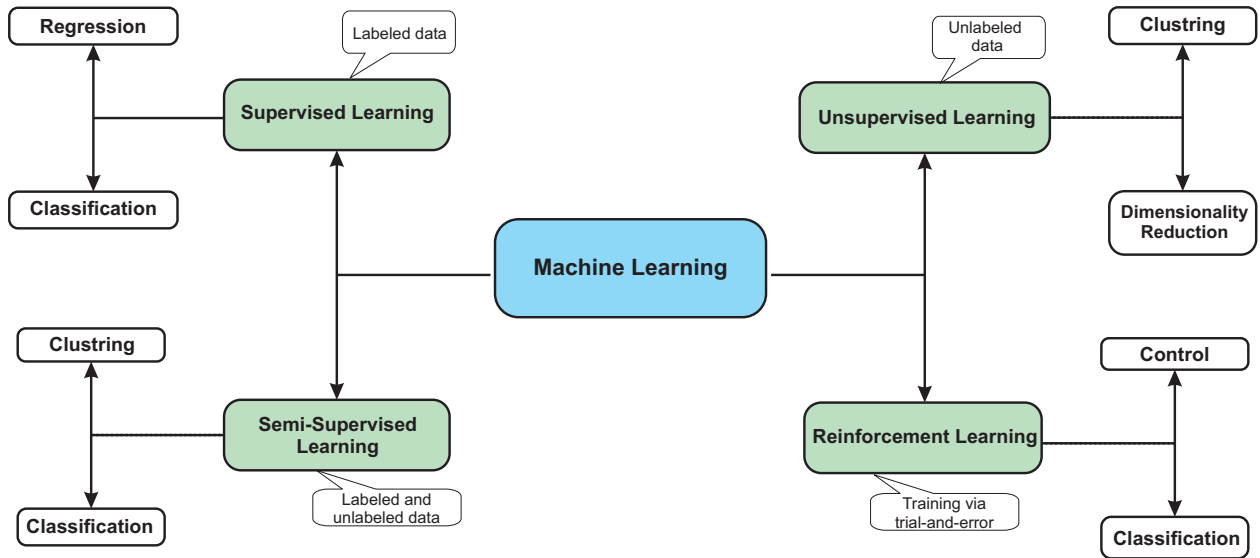 Regression
Labeled data
Unlabeled
data
Clustring
Supervised Learning
Unsupervised Learning
Classification
Dimensionality
Reduction
Machine Learning
Clustring
Control
Semi-Supervised
Learning
Reinforcement Learning
Labeled and
unlabeled data
Training via
trial-and-error
Classification
Classification